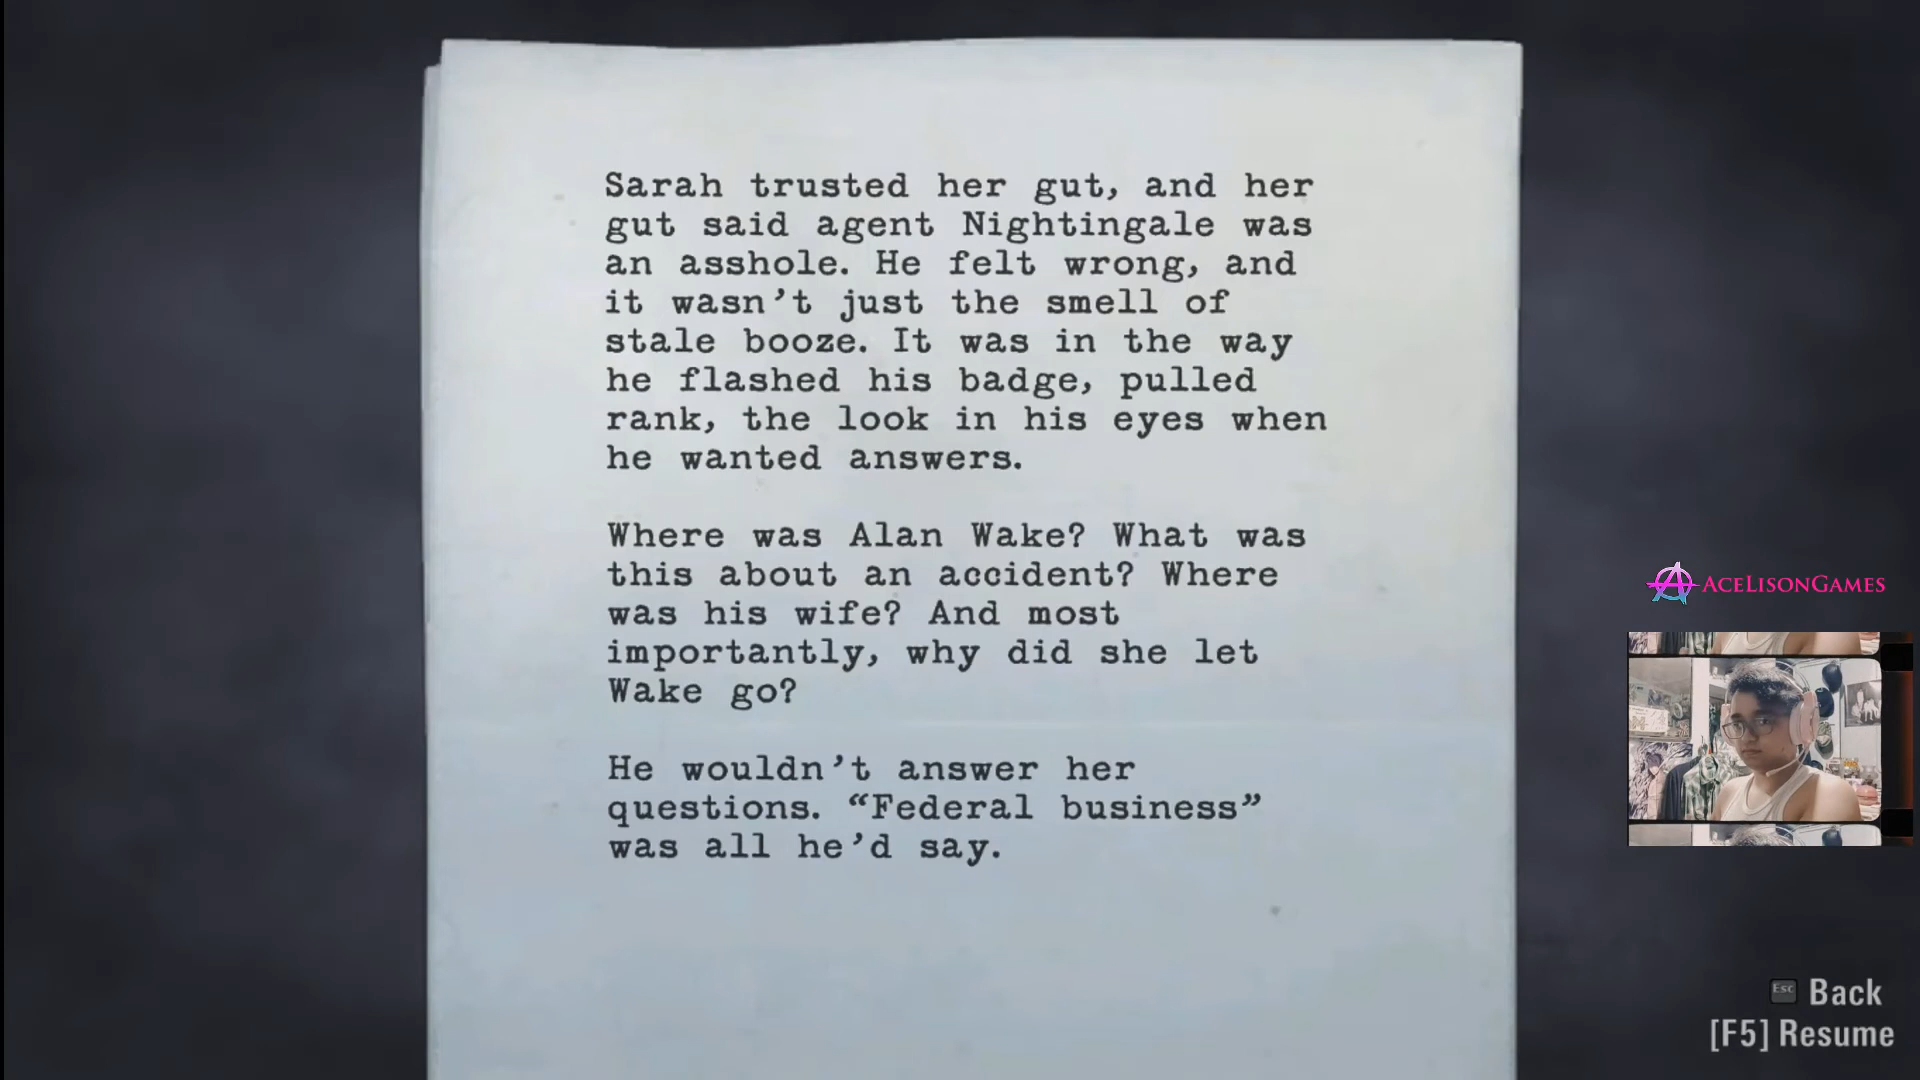 Sarah trusted her gut, and her
gut said agent Nightingale was
an asshole. He felt wrong, and
it wasn’t just the smell of
stale booze. It was in the way
he flashed his badge, pulled
rank, the look in his eyes when
he wanted answers.
Where was Alan Wake? What was
this about an accident? Where
was his wife? And most
importantly, why did she let
Wake go?
He wouldn’t answer her
questions. “Federal business”
was all he’d say.
AceLisonGames
Esc Back
[F5] Resume